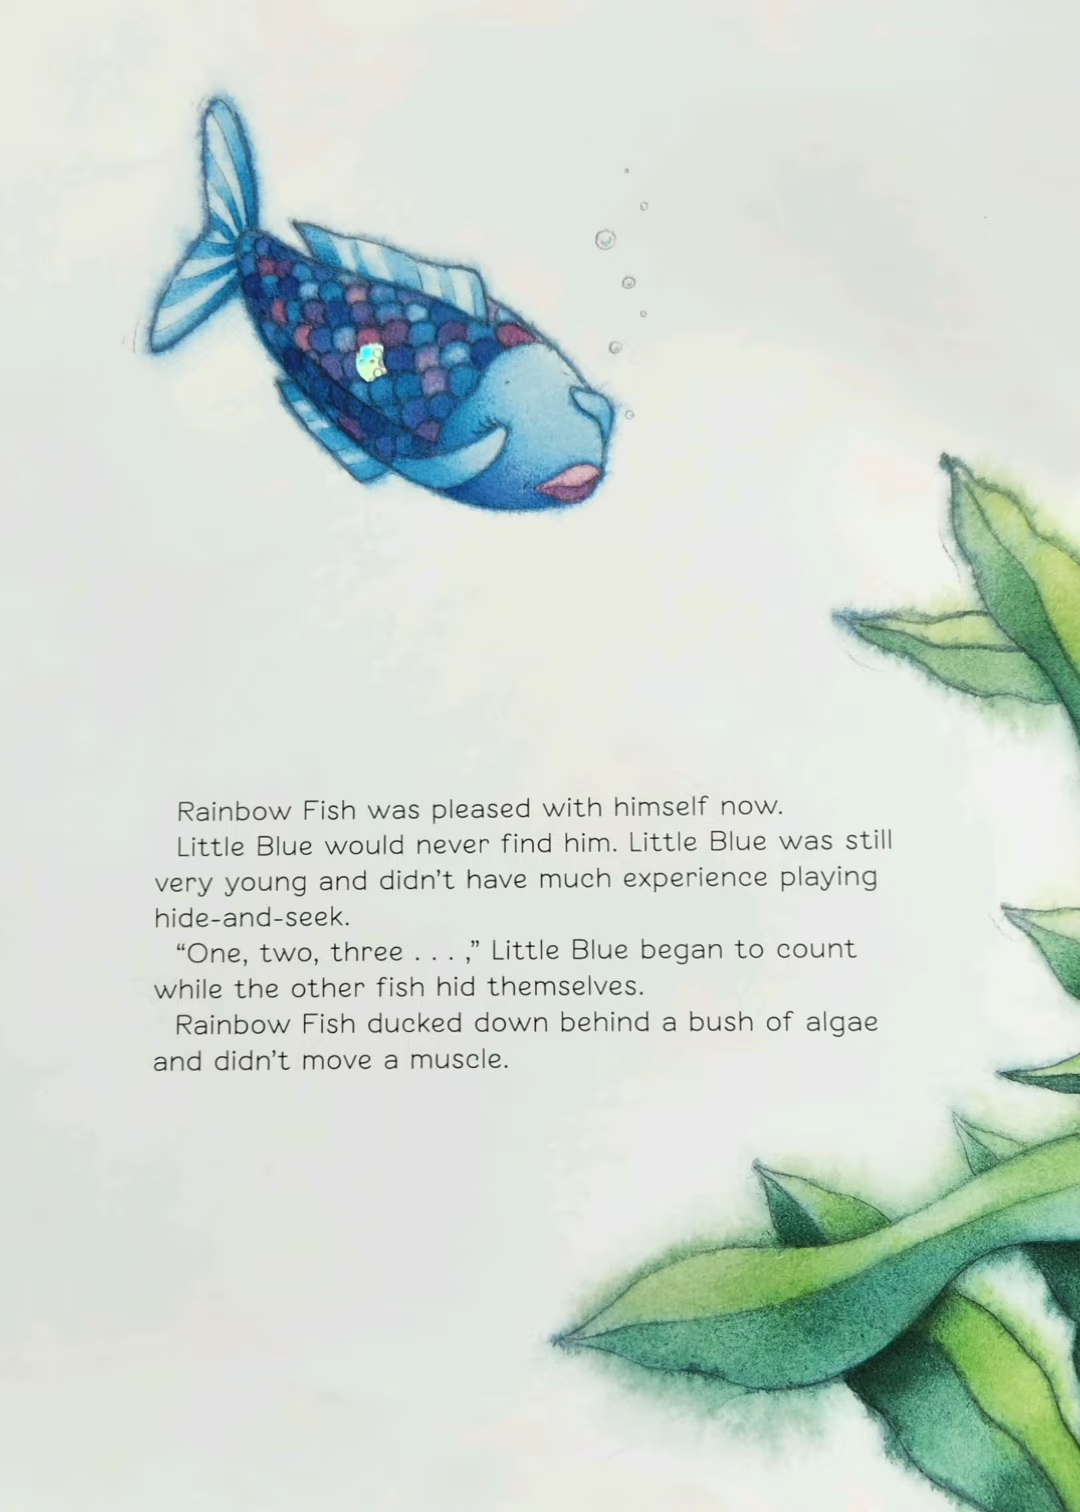 Rainbow Fish was pleased with himself now.
Little Blue would never find him. Little Blue was still
very young and didn’t have much experience playing
hide-and-seek.
“One, two, three . . . ,” Little Blue began to count
while the other fish hid themselves.
Rainbow Fish ducked down behind a bush of algae
and didn’t move a muscle.